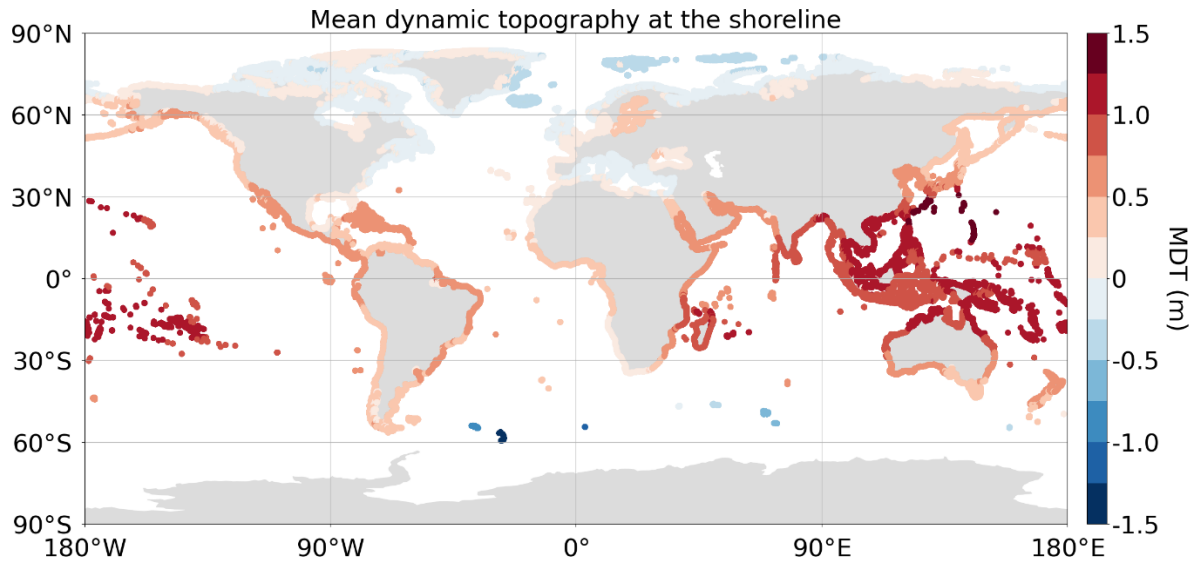 Mean dynamic topography at the shoreline
90°N
60°N
30°N
0°
30°S
60°S
90°S
180°W
90°W
0°
90°E
180°E
1.5
1.0
0.5
0
-0.5
-1.0
-1.5
MDT (m)